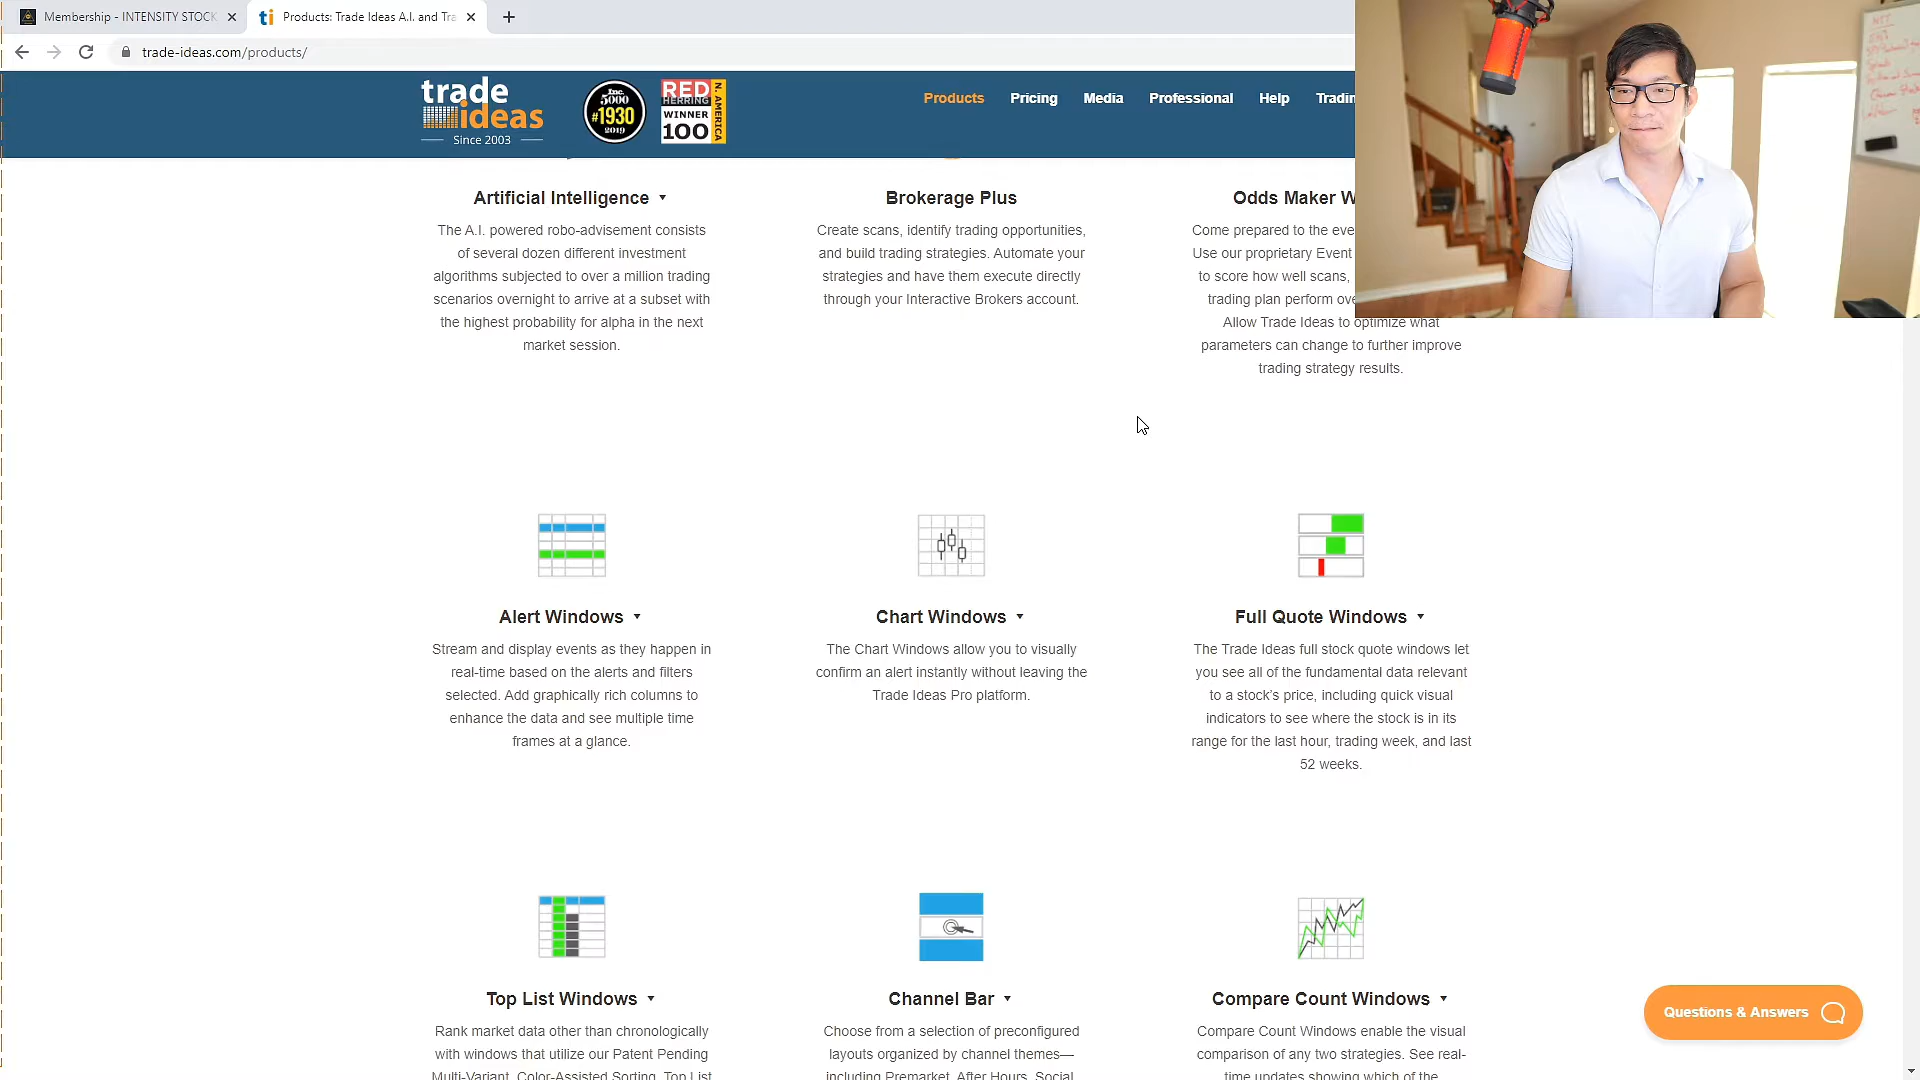 Membership - INTENSITY STOCK
Products: Trade Ideas A.I. and Tra
trade-ideas.com/products/
trade
ideas
Since 2003
Inc.
5000
#1930
2019
RED
HERRING
WINNER
100
N. AMERICA
Products
Pricing
Media
Professional
Help
Tradin
Artificial Intelligence
The A.I. powered robo-advisement consists
of several dozen different investment
algorithms subjected to over a million trading
scenarios overnight to arrive at a subset with
the highest probability for alpha in the next
market session.
Brokerage Plus
Create scans, identify trading opportunities,
and build trading strategies. Automate your
strategies and have them execute directly
through your Interactive Brokers account.
Odds Maker W
Come prepared to the eve
Use our proprietary Event
to score how well scans,
trading plan perform ove
Allow Trade Ideas to optimize what
parameters can change to further improve
trading strategy results.
Alert Windows
Stream and display events as they happen in
real-time based on the alerts and filters
selected. Add graphically rich columns to
enhance the data and see multiple time
frames at a glance.
Chart Windows
The Chart Windows allow you to visually
confirm an alert instantly without leaving the
Trade Ideas Pro platform.
Full Quote Windows
The Trade Ideas full stock quote windows let
you see all of the fundamental data relevant
to a stock's price, including quick visual
indicators to see where the stock is in its
range for the last hour, trading week, and last
52 weeks.
Top List Windows
Rank market data other than chronologically
with windows that utilize our Patent Pending
Multi-Variant, Color-Assisted Sorting. Top List
Channel Bar
Choose from a selection of preconfigured
layouts organized by channel themes—
including Premarket, After Hours, Social
Compare Count Windows
Compare Count Windows enable the visual
comparison of any two strategies. See real-
time updates showing which of the
Questions & Answers